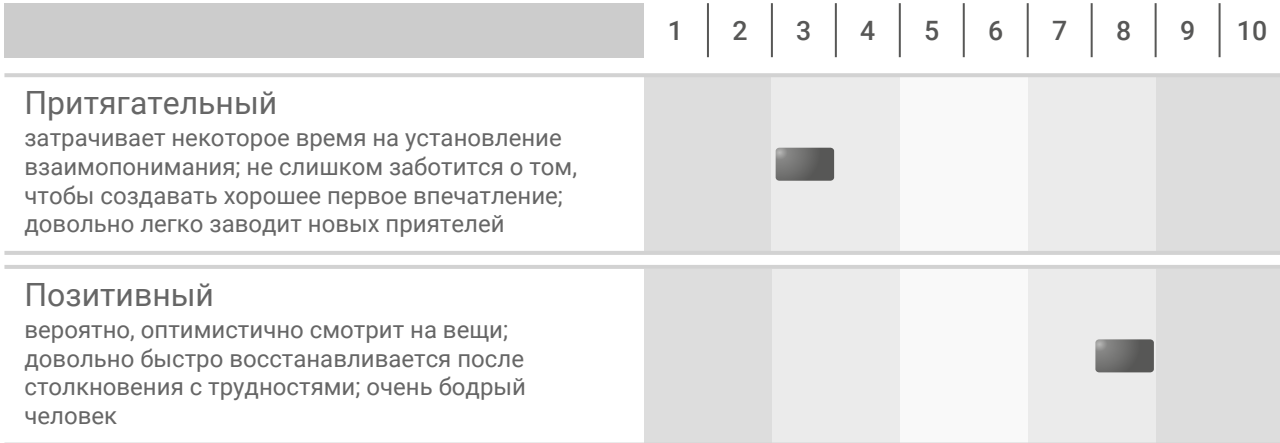 1 2 3 4 5 6 7 8 9 10
Притягательный
затрачивает некоторое время на установление
взаимопонимания; не слишком заботится о том,
чтобы создавать хорошее первое впечатление;
довольно легко заводит новых приятелей
Позитивный
вероятно, оптимистично смотрит на вещи;
довольно быстро восстанавливается после
столкновения с трудностями; очень бодрый
человек